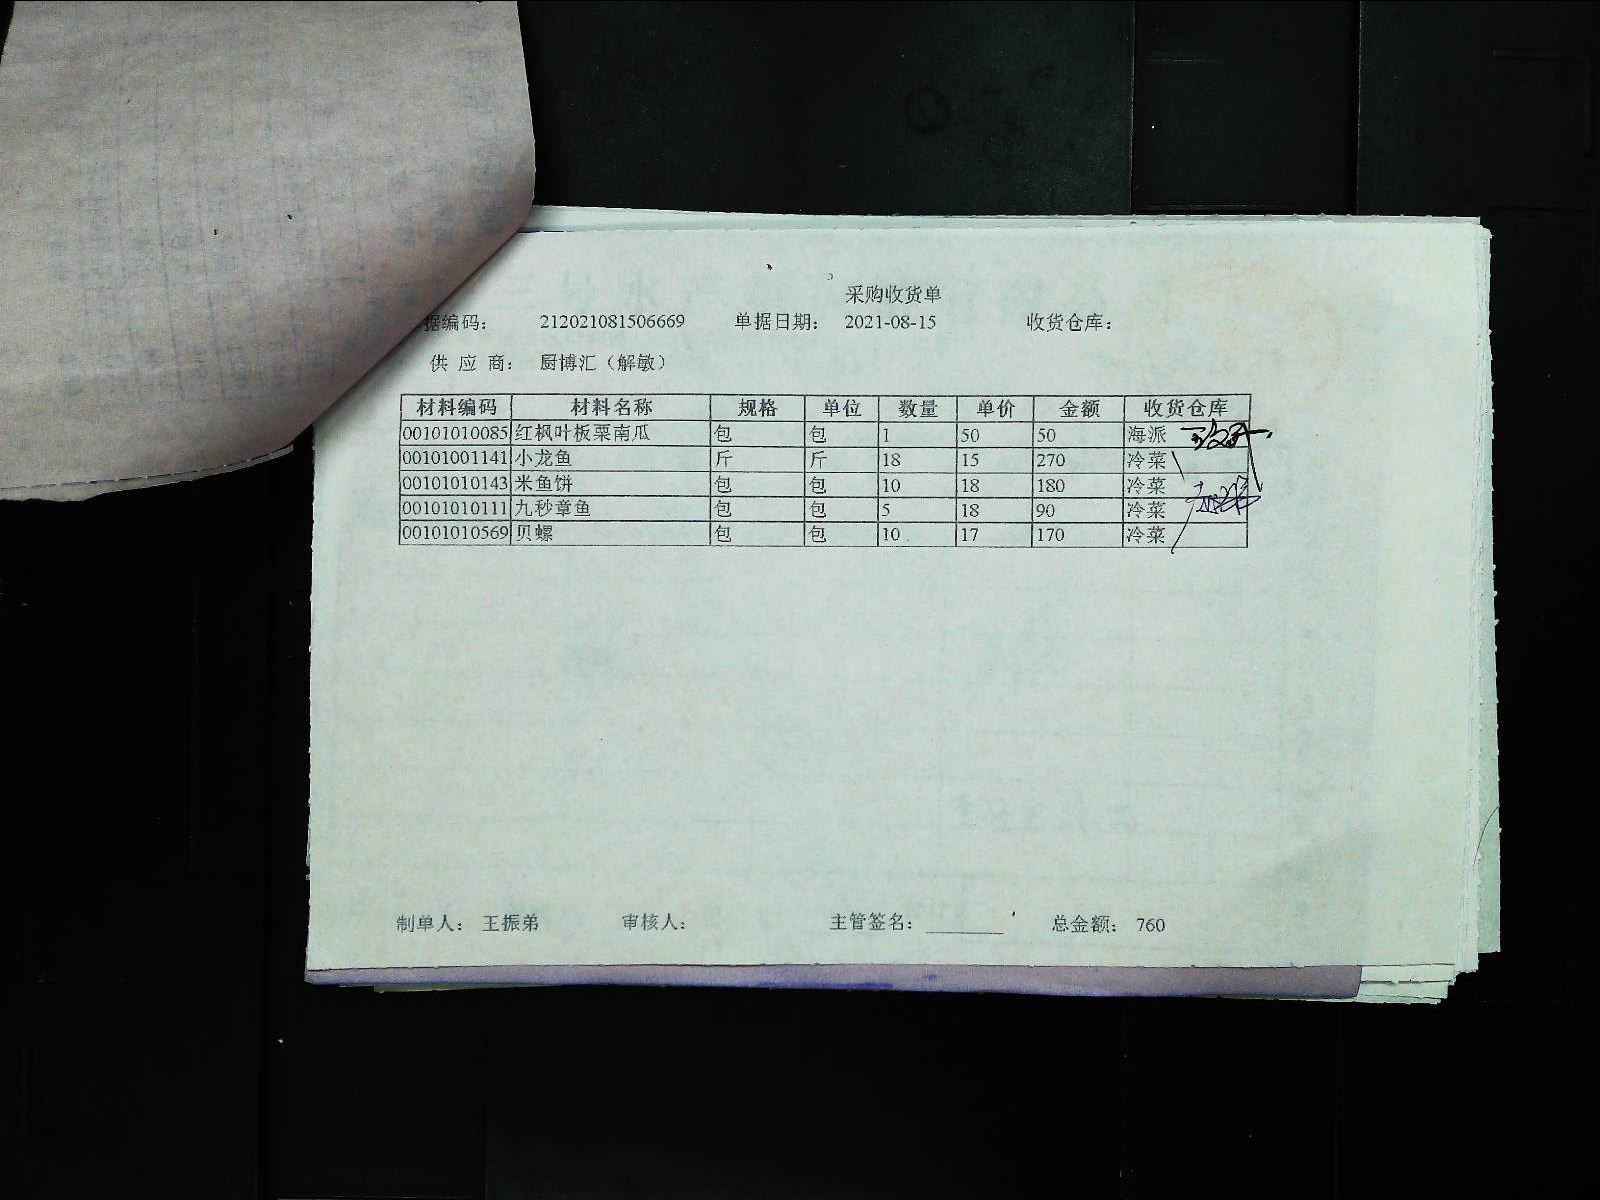 采购收货单
据编码： 212021081506669 单据日期： 2021-08-15 收货仓库：
供 应 商： 厨博汇（解敏）
材料编码 材料名称 规格 单位 数量 单价 金额 收货仓库
00101010085 红枫叶板栗南瓜 包 包 1 50 50 海派
00101001141 小龙鱼 斤 斤 18 15 270 冷菜
00101010143 米鱼饼 包 包 10 18 180 冷菜
00101010111 九秒章鱼 包 包 5 18 90 冷菜
00101010569 贝螺 包 包 10 17 170 冷菜
制单人： 王振弟 审核人： 主管签名： 总金额： 760